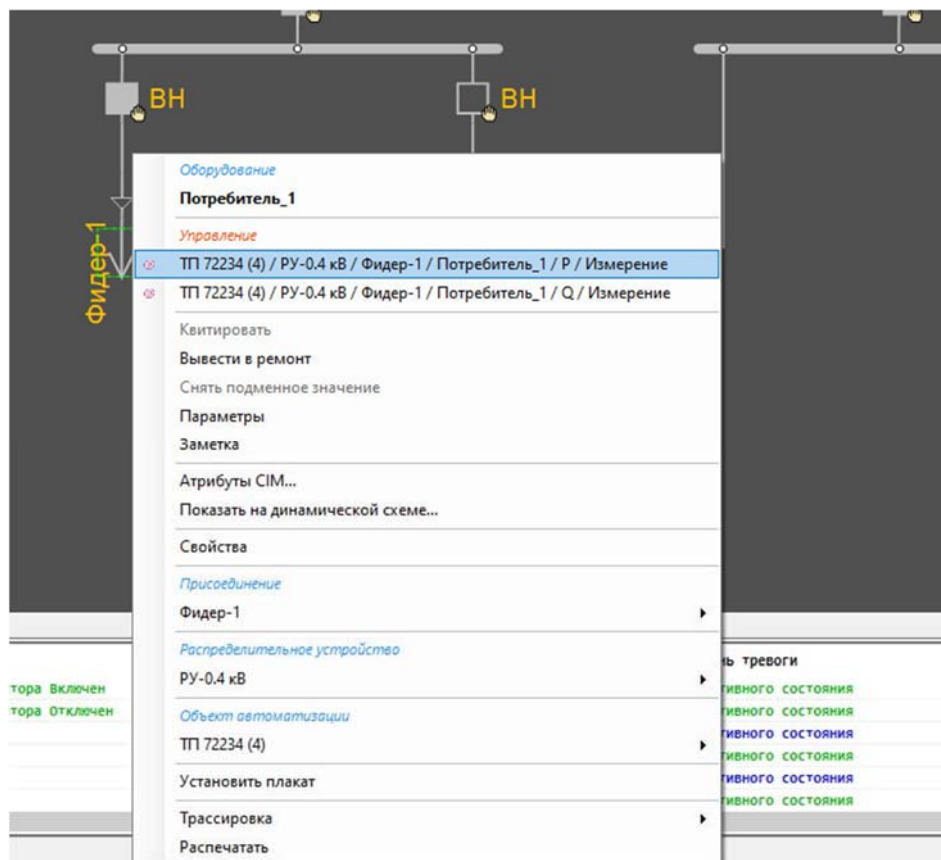 ВН
ВН
Фидер-1
Оборудование
Потребитель_1
Управление
ТП 72234 (4) / РУ-0.4 кВ / Фидер-1 / Потребитель_1 / P / Измерение
ТП 72234 (4) / РУ-0.4 кВ / Фидер-1 / Потребитель_1 / Q / Измерение
Квитировать
Вывести в ремонт
Снять подменное значение
Параметры
Заметка
Атрибуты CIM...
Показать на динамической схеме...
Свойства
Присоединение
Фидер-1
Распределительное устройство
РУ-0.4 кВ
Объект автоматизации
ТП 72234 (4)
Установить плакат
Трассировка
Распечатать
тора Включен
тора Отключен
нь тревоги
тивного состояния
тивного состояния
тивного состояния
тивного состояния
тивного состояния
тивного состояния